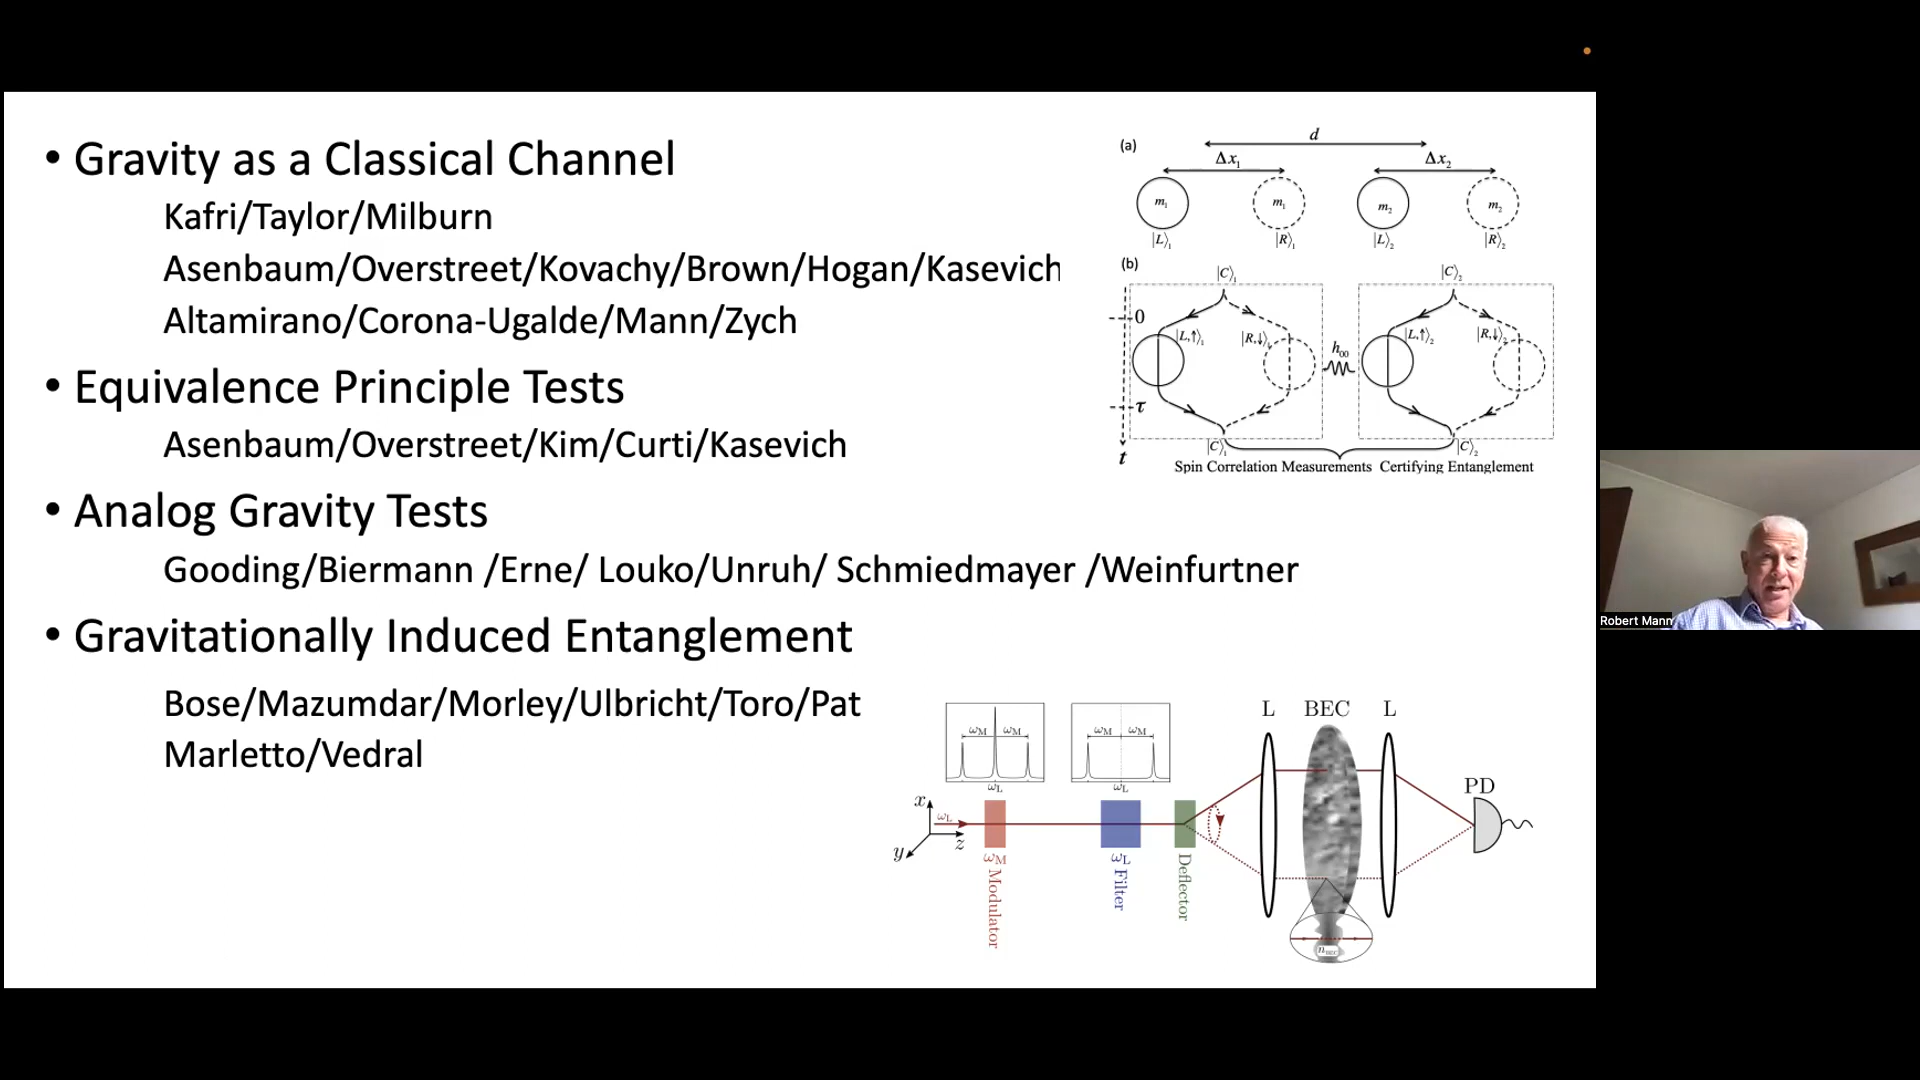 • Gravity as a Classical Channel
Kafri/Taylor/Milburn
Asenbaum/Overstreet/Kovachy/Brown/Hogan/Kasevich
Altamirano/Corona-Ugalde/Mann/Zych
• Equivalence Principle Tests
Asenbaum/Overstreet/Kim/Curti/Kasevich
• Analog Gravity Tests
Gooding/Biermann /Erne/ Louko/Unruh/ Schmiedmayer /Weinfurtner
• Gravitationally Induced Entanglement
Bose/Mazumdar/Morley/Ulbricht/Toro/Pat
Marletto/Vedral
(a)
d
Δx₁ Δx₂
m₁ m₁ m₂ m₂
|L⟩₁ |R⟩₁ |L⟩₂ |R⟩₂
(b)
|C⟩₁ |C⟩₂
0
|L,↑⟩₁ |R,↓⟩₁ h₀₀ |L,↑⟩₂ |R,↓⟩₂
τ
|C⟩₁ |C⟩₂
t
Spin Correlation Measurements Certifying Entanglement
ωM ωM ωM ωM
ωL ωL
L BEC L
PD
x
y
z
ωL
ωM Modulator
ωL Filter
Deflector
nBEC
Robert Mann